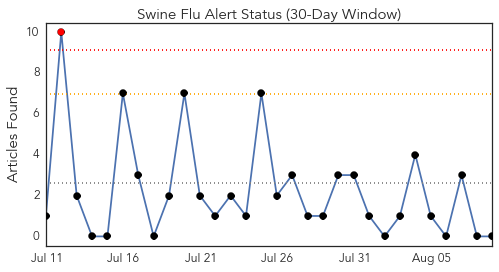 Swine Flu Alert Status (30-Day Window)
Articles Found
10
8
6
4
2
0
Jul 11
Jul 16
Jul 21
Jul 26
Jul 31
Aug 05